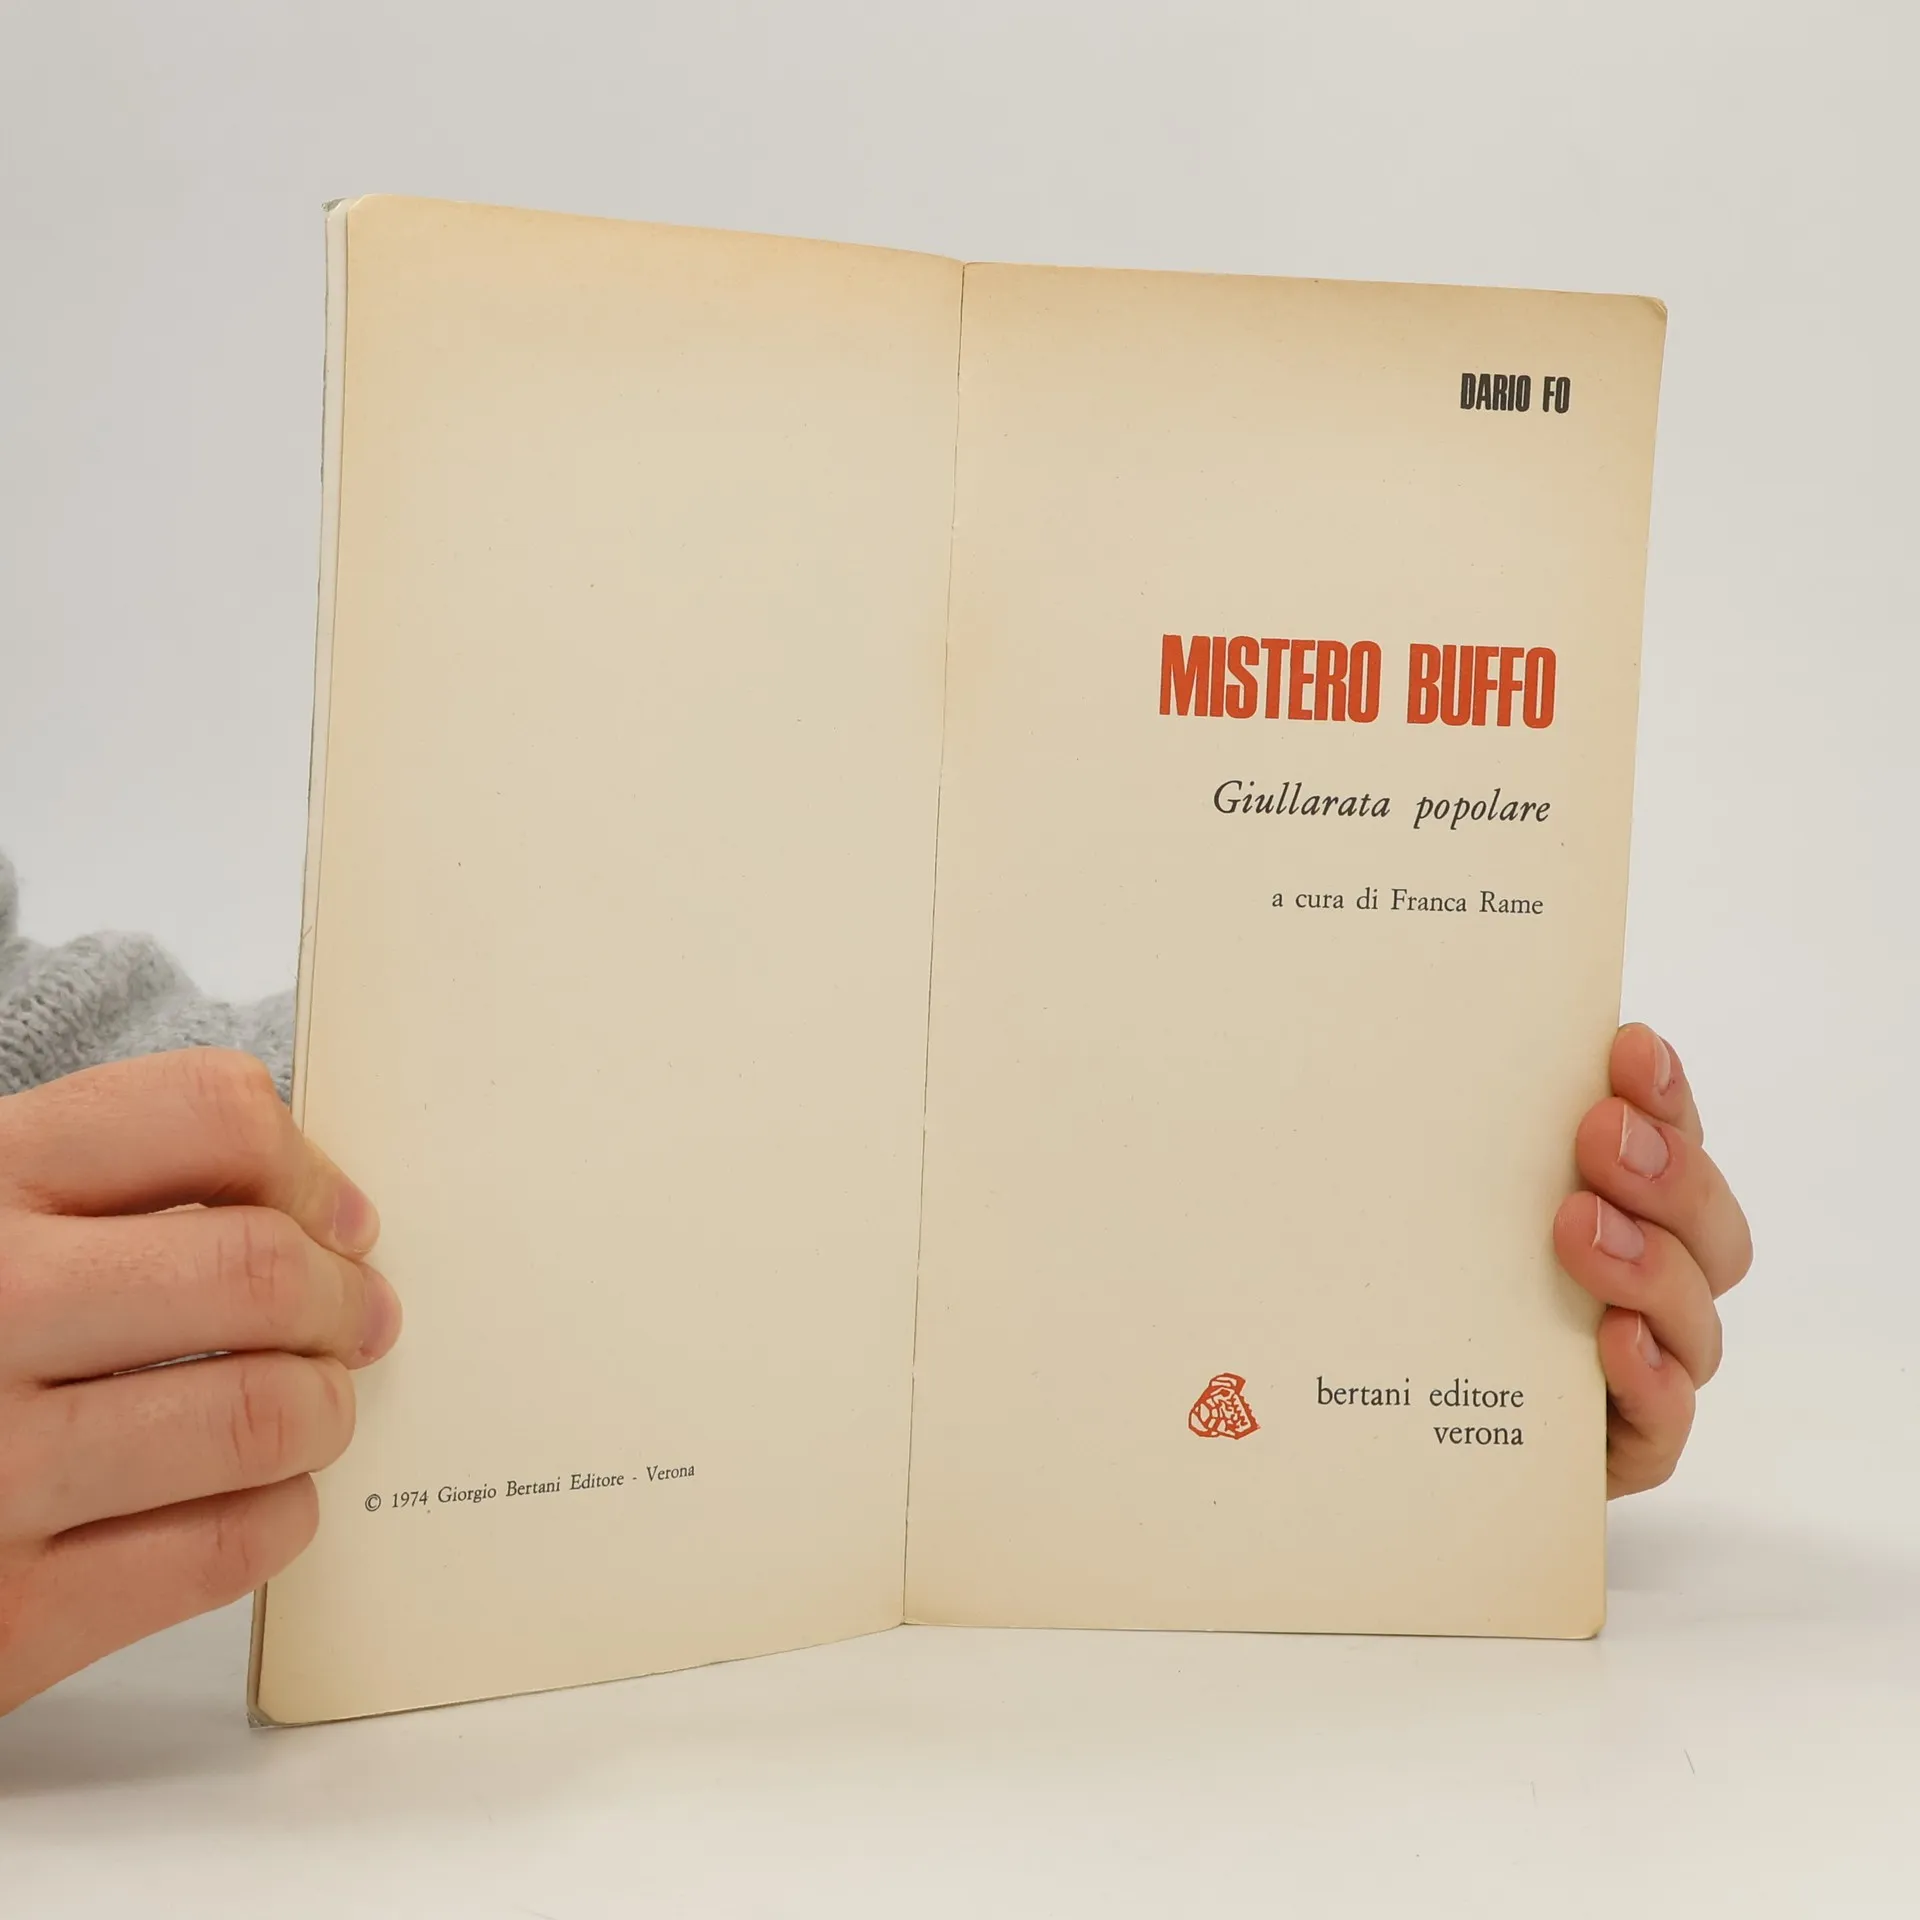 © 1974 Giorgio Bertani Editore - Verona
DARIO FO
MISTERO BUFFO
Giullarata popolare
a cura di Franca Rame
bertani editore
verona